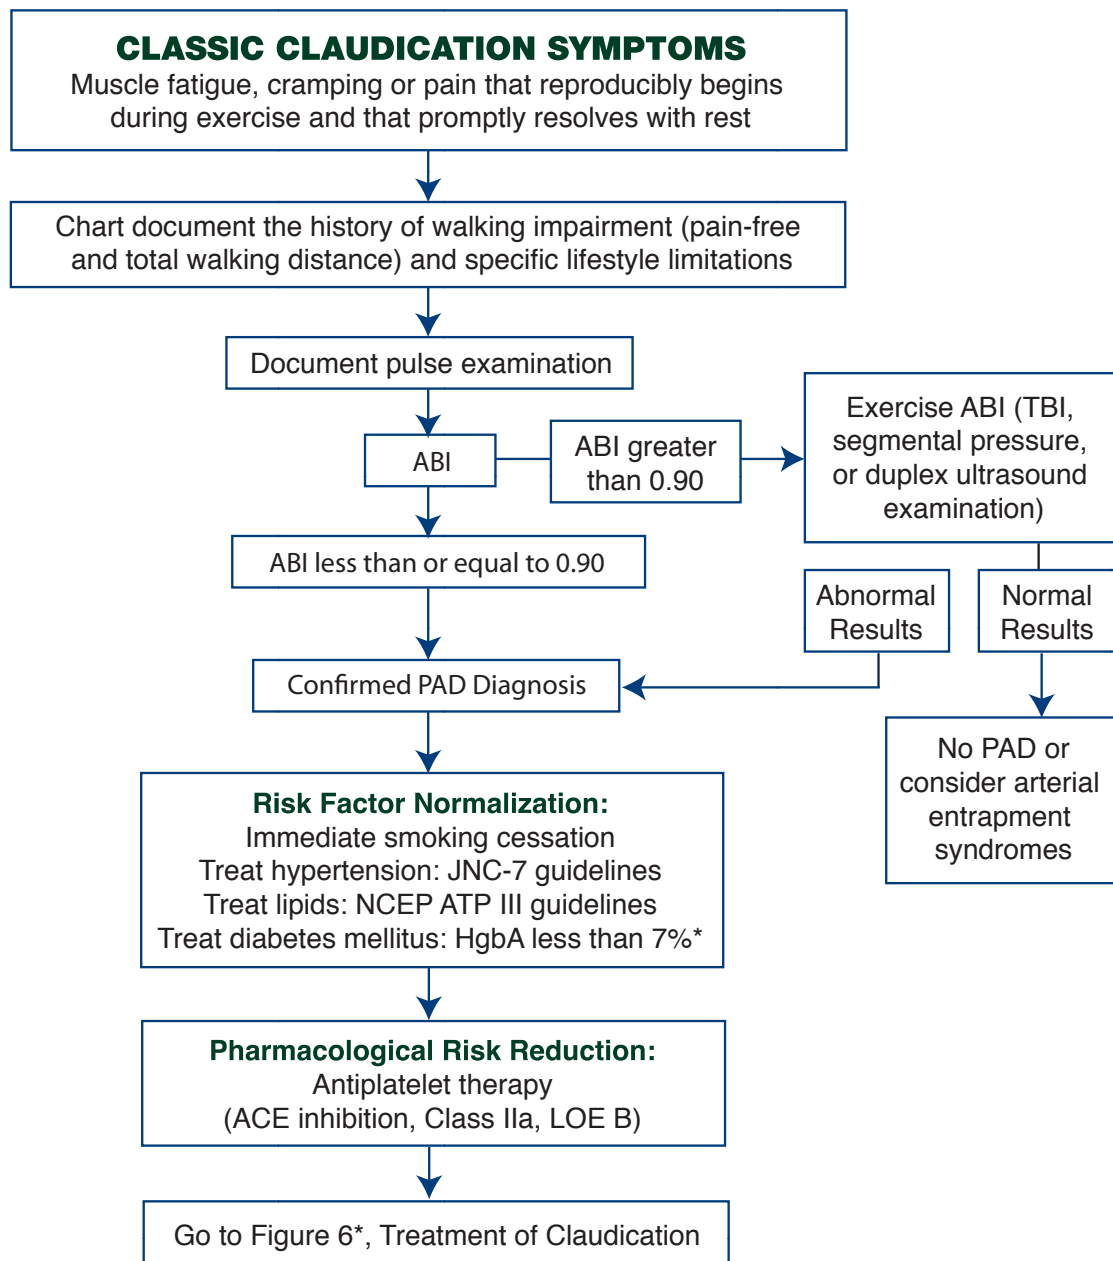 CLASSIC CLAUDICATION SYMPTOMS
Muscle fatigue, cramping or pain that reproducibly begins
during exercise and that promptly resolves with rest
Chart document the history of walking impairment (pain-free
and total walking distance) and specific lifestyle limitations
Document pulse examination
ABI
ABI greater
than 0.90
Exercise ABI (TBI,
segmental pressure,
or duplex ultrasound
examination)
ABI less than or equal to 0.90
Abnormal
Results
Normal
Results
Confirmed PAD Diagnosis
No PAD or
consider arterial
entrapment
syndromes
Risk Factor Normalization:
Immediate smoking cessation
Treat hypertension: JNC-7 guidelines
Treat lipids: NCEP ATP III guidelines
Treat diabetes mellitus: HgbA less than 7%*
Pharmacological Risk Reduction:
Antiplatelet therapy
(ACE inhibition, Class IIa, LOE B)
Go to Figure 6*, Treatment of Claudication